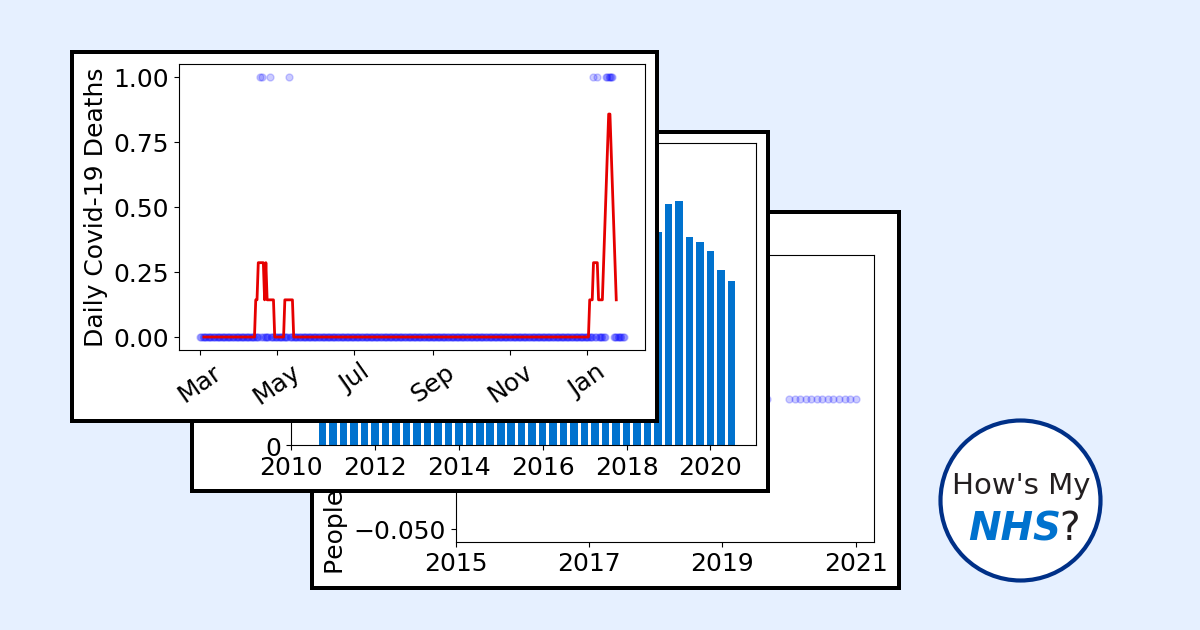 Daily Covid-19 Deaths
1.00
0.75
0.50
0.25
0.00
Mar May Jul Sep Nov Jan
0
2010 2012 2014 2016 2018 2020
People
−0.050
2015 2017 2019 2021
How's My
NHS?